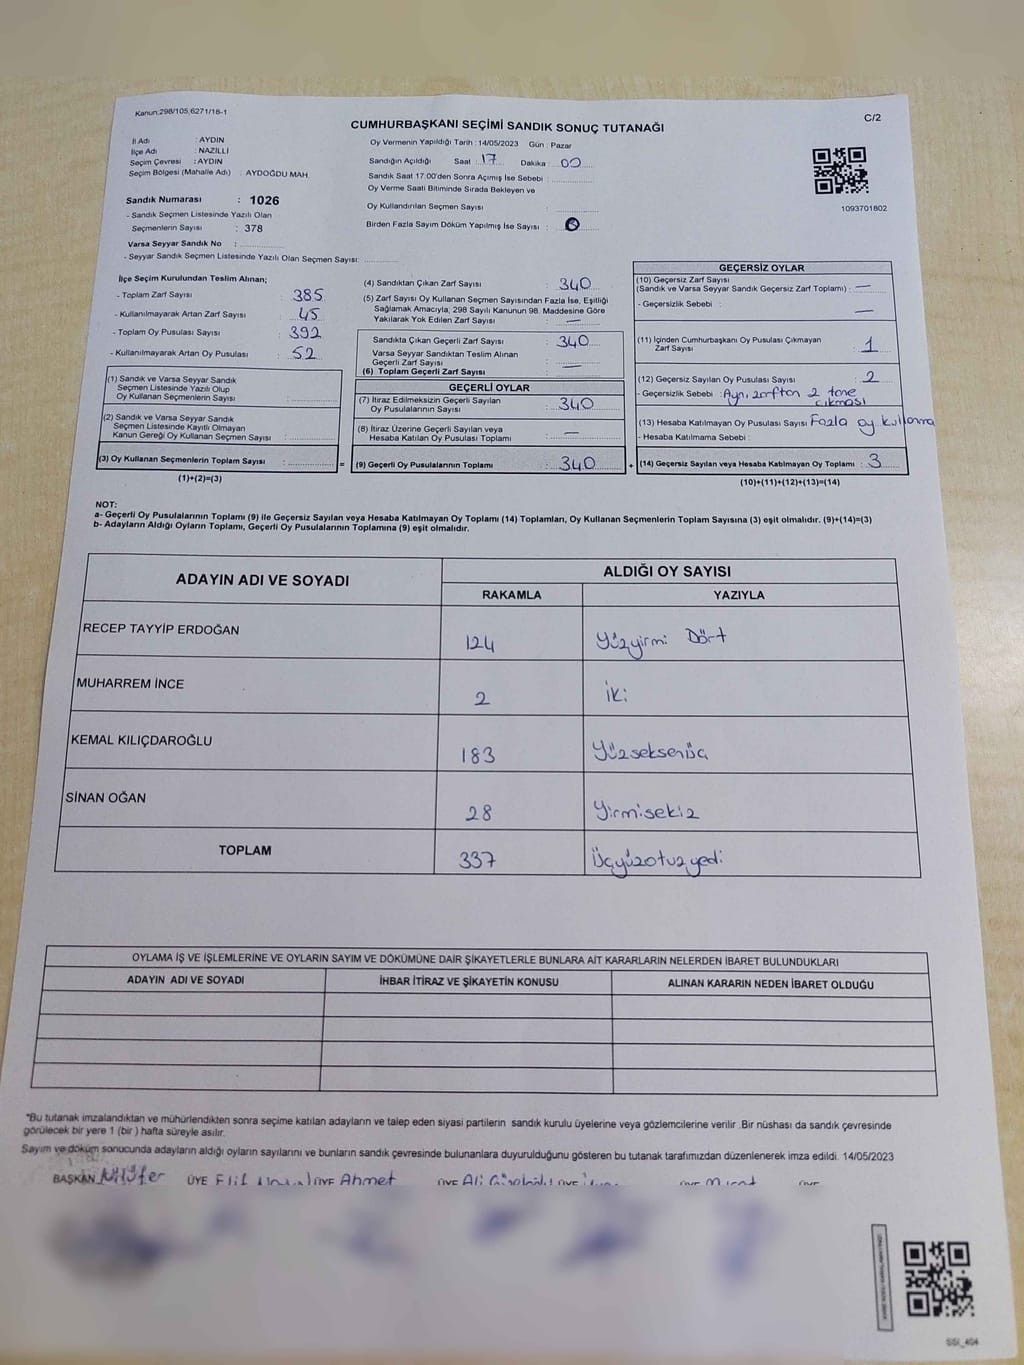 Kanun:298/105,6271/18-1
C/2
CUMHURBAŞKANI SEÇİMİ SANDIK SONUÇ TUTANAĞI
İl Adı : AYDIN
İlçe Adı : NAZİLLİ
Seçim Çevresi : AYDIN
Seçim Bölgesi (Mahalle Adı) : AYDOĞDU MAH.
Sandık Numarası : 1026
- Sandık Seçmen Listesinde Yazılı Olan
Seçmenlerin Sayısı : 378
Varsa Seyyar Sandık No :
- Seyyar Sandık Seçmen Listesinde Yazılı Olan Seçmen Sayısı:
Oy Vermenin Yapıldığı Tarih : 14/05/2023 Gün : Pazar
Sandığın Açıldığı Saat : 17 Dakika : 00
Sandık Saat 17.00'den Sonra Açımış İse Sebebi :
Oy Verme Saati Bitiminde Sırada Bekleyen ve
Oy Kullandırılan Seçmen Sayısı :
Birden Fazla Sayım Döküm Yapılmış İse Sayısı :
1093701802
İlçe Seçim Kurulundan Teslim Alınan;
- Toplam Zarf Sayısı : 385
- Kullanılmayarak Artan Zarf Sayısı : 45
- Toplam Oy Pusulası Sayısı : 392
- Kullanılmayarak Artan Oy Pusulası : 52
(1) Sandık ve Varsa Seyyar Sandık
Seçmen Listesinde Yazılı Olup
Oy Kullanan Seçmenlerin Sayısı :
(2) Sandık ve Varsa Seyyar Sandık
Seçmen Listesinde Kayıtlı Olmayan
Kanun Gereği Oy Kullanan Seçmen Sayısı :
(3) Oy Kullanan Seçmenlerin Toplam Sayısı : =
(1)+(2)=(3)
(4) Sandıktan Çıkan Zarf Sayısı : 340
(5) Zarf Sayısı Oy Kullanan Seçmen Sayısından Fazla İse, Eşitliği
Sağlamak Amacıyla, 298 Sayılı Kanunun 98. Maddesine Göre
Yakılarak Yok Edilen Zarf Sayısı : —
Sandıkta Çıkan Geçerli Zarf Sayısı : 340
Varsa Seyyar Sandıktan Teslim Alınan
Geçerli Zarf Sayısı : —
(6) Toplam Geçerli Zarf Sayısı
GEÇERLİ OYLAR
(7) İtiraz Edilmeksizin Geçerli Sayılan
Oy Pusulalarının Sayısı : 340
(8) İtiraz Üzerine Geçerli Sayılan veya
Hesaba Katılan Oy Pusulası Toplamı : —
(9) Geçerli Oy Pusulalarının Toplamı : 340 +
GEÇERSİZ OYLAR
(10) Geçersiz Zarf Sayısı
(Sandık ve Varsa Seyyar Sandık Geçersiz Zarf Toplamı) : —
- Geçersizlik Sebebi : —
(11) İçinden Cumhurbaşkanı Oy Pusulası Çıkmayan
Zarf Sayısı : 1
(12) Geçersiz Sayılan Oy Pusulası Sayısı : 2
- Geçersizlik Sebebi : Aynı zarftan 2 tane
çıkması
(13) Hesaba Katılmayan Oy Pusulası Sayısı Fazla oy kullanma
- Hesaba Katılmama Sebebi :
(14) Geçersiz Sayılan veya Hesaba Katılmayan Oy Toplamı : 3
(10)+(11)+(12)+(13)=(14)
NOT:
a- Geçerli Oy Pusulalarının Toplamı (9) ile Geçersiz Sayılan veya Hesaba Katılmayan Oy Toplamı (14) Toplamları, Oy Kullanan Seçmenlerin Toplam Sayısına (3) eşit olmalıdır. (9)+(14)=(3)
b- Adayların Aldığı Oyların Toplamı, Geçerli Oy Pusulalarının Toplamına (9) eşit olmalıdır.
ADAYIN ADI VE SOYADI ALDIĞI OY SAYISI
RAKAMLA YAZIYLA
RECEP TAYYİP ERDOĞAN 124 Yüzyirmi Dört
MUHARREM İNCE 2 iki
KEMAL KILIÇDAROĞLU 183 Yüzseksenüç
SİNAN OĞAN 28 Yirmisekiz
TOPLAM 337 Üçyüzotuzyedi
OYLAMA İŞ VE İŞLEMLERİNE VE OYLARIN SAYIM VE DÖKÜMÜNE DAİR ŞİKAYETLERLE BUNLARA AİT KARARLARIN NELERDEN İBARET BULUNDUKLARI
ADAYIN ADI VE SOYADI İHBAR İTİRAZ VE ŞİKAYETİN KONUSU ALINAN KARARIN NEDEN İBARET OLDUĞU
*Bu tutanak imzalandıktan ve mühürlendikten sonra seçime katılan adayların ve talep eden siyasi partilerin sandık kurulu üyelerine veya gözlemcilerine verilir .Bir nüshası da sandık çevresinde
görülecek bir yere 1 (bir ) hafta süreyle asılır.
Sayım ve döküm sonucunda adayların aldığı oyların sayılarını ve bunların sandık çevresinde bulunanlara duyurulduğunu gösteren bu tutanak tarafımızdan düzenlenerek imza edildi. 14/05/2023
BAŞKAN Nilüfer ÜYE Elif ÜYE Ahmet ÜYE Ali ÜYE ÜYE Murat ÜYE
SSI_404